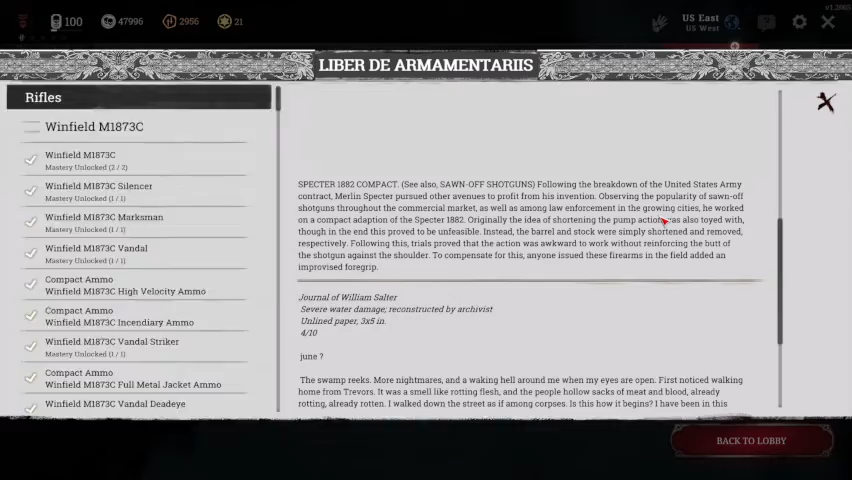 v1.2005
100
47996
2956
21
US East
US West
LIBER DE ARMAMENTARIIS
Rifles
Winfield M1873C
Winfield M1873C
Mastery Unlocked (2 / 2)
Winfield M1873C Silencer
Mastery Unlocked (1 / 1)
Winfield M1873C Marksman
Mastery Unlocked (1 / 1)
Winfield M1873C Vandal
Mastery Unlocked (1 / 1)
Compact Ammo
Winfield M1873C High Velocity Ammo
Compact Ammo
Winfield M1873C Incendiary Ammo
Winfield M1873C Vandal Striker
Mastery Unlocked (1 / 1)
Compact Ammo
Winfield M1873C Full Metal Jacket Ammo
Winfield M1873C Vandal Deadeye
SPECTER 1882 COMPACT. (See also, SAWN-OFF SHOTGUNS) Following the breakdown of the United States Army
contract, Merlin Specter pursued other avenues to profit from his invention. Observing the popularity of sawn-off
shotguns throughout the commercial market, as well as among law enforcement in the growing cities, he worked
on a compact adaption of the Specter 1882. Originally the idea of shortening the pump action was also toyed with,
though in the end this proved to be unfeasible. Instead, the barrel and stock were simply shortened and removed,
respectively. Following this, trials proved that the action was awkward to work without reinforcing the butt of
the shotgun against the shoulder. To compensate for this, anyone issued these firearms in the field added an
improvised foregrip.
Journal of William Salter
Severe water damage; reconstructed by archivist
Unlined paper, 3x5 in.
4/10
june ?
The swamp reeks. More nightmares, and a waking hell around me when my eyes are open. First noticed walking
home from Trevors. It was a smell like rotting flesh, and the people hollow sacks of meat and blood, already
rotting, already rotten. I walked down the street as if among corpses. Is this how it begins? I have been in this
BACK TO LOBBY